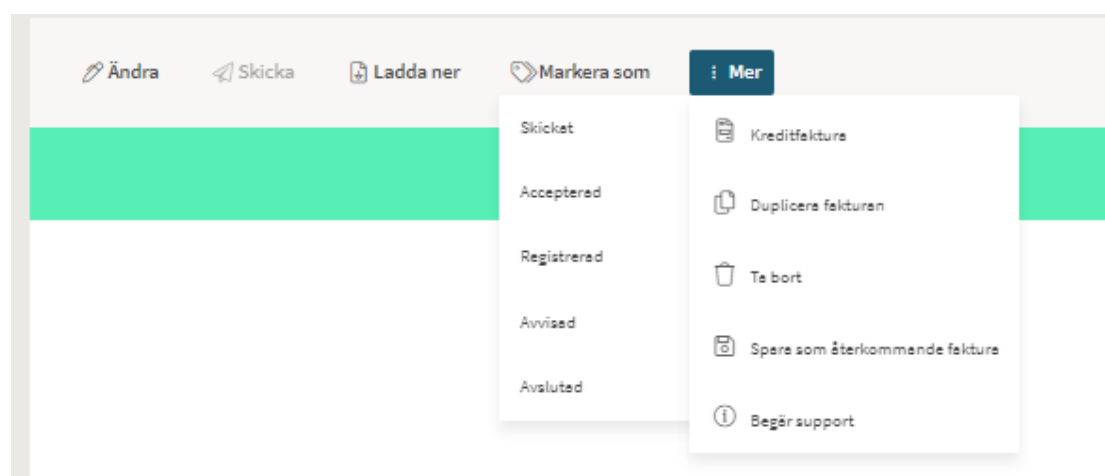 Ändra
Skicka
Ladda ner
Markera som
Mer
Skickat
Accepterad
Registrerad
Avvisad
Avslutad
Kreditfaktura
Duplicera fakturan
Ta bort
Spara som återkommande faktura
Begär support